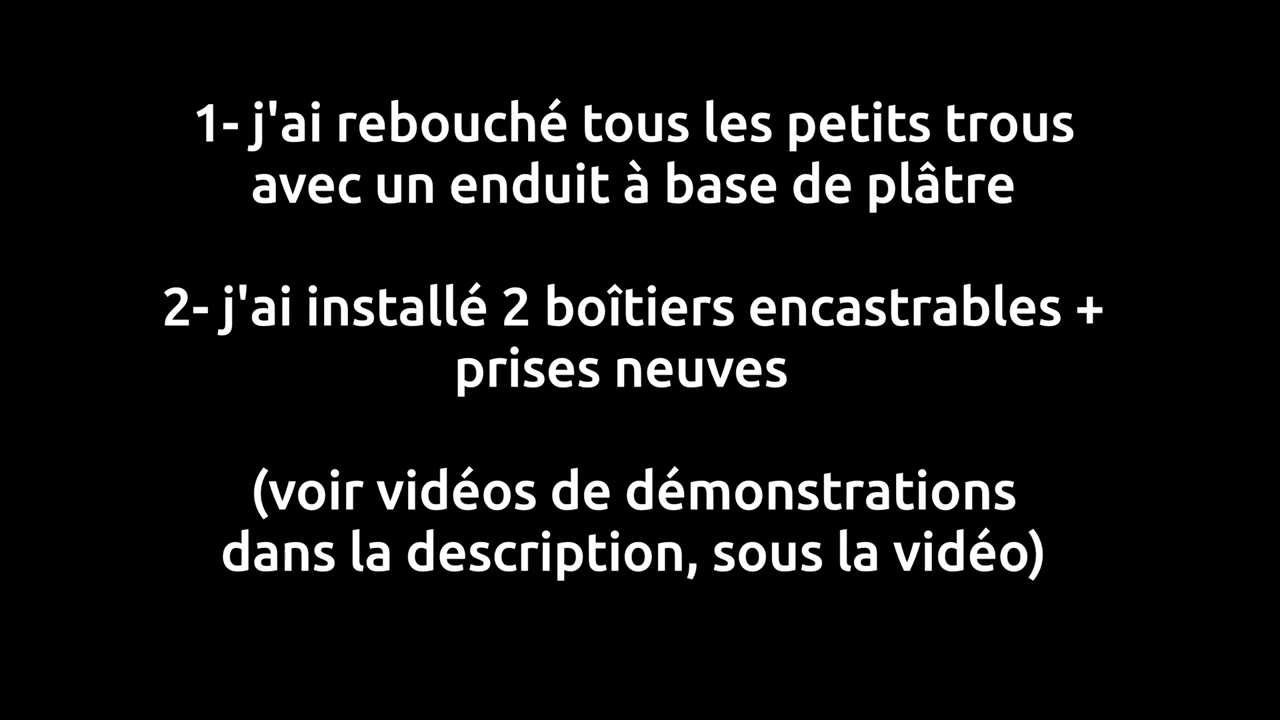 1- j'ai rebouché tous les petits trous
avec un enduit à base de plâtre
2- j'ai installé 2 boîtiers encastrables +
prises neuves
(voir vidéos de démonstrations
dans la description, sous la vidéo)